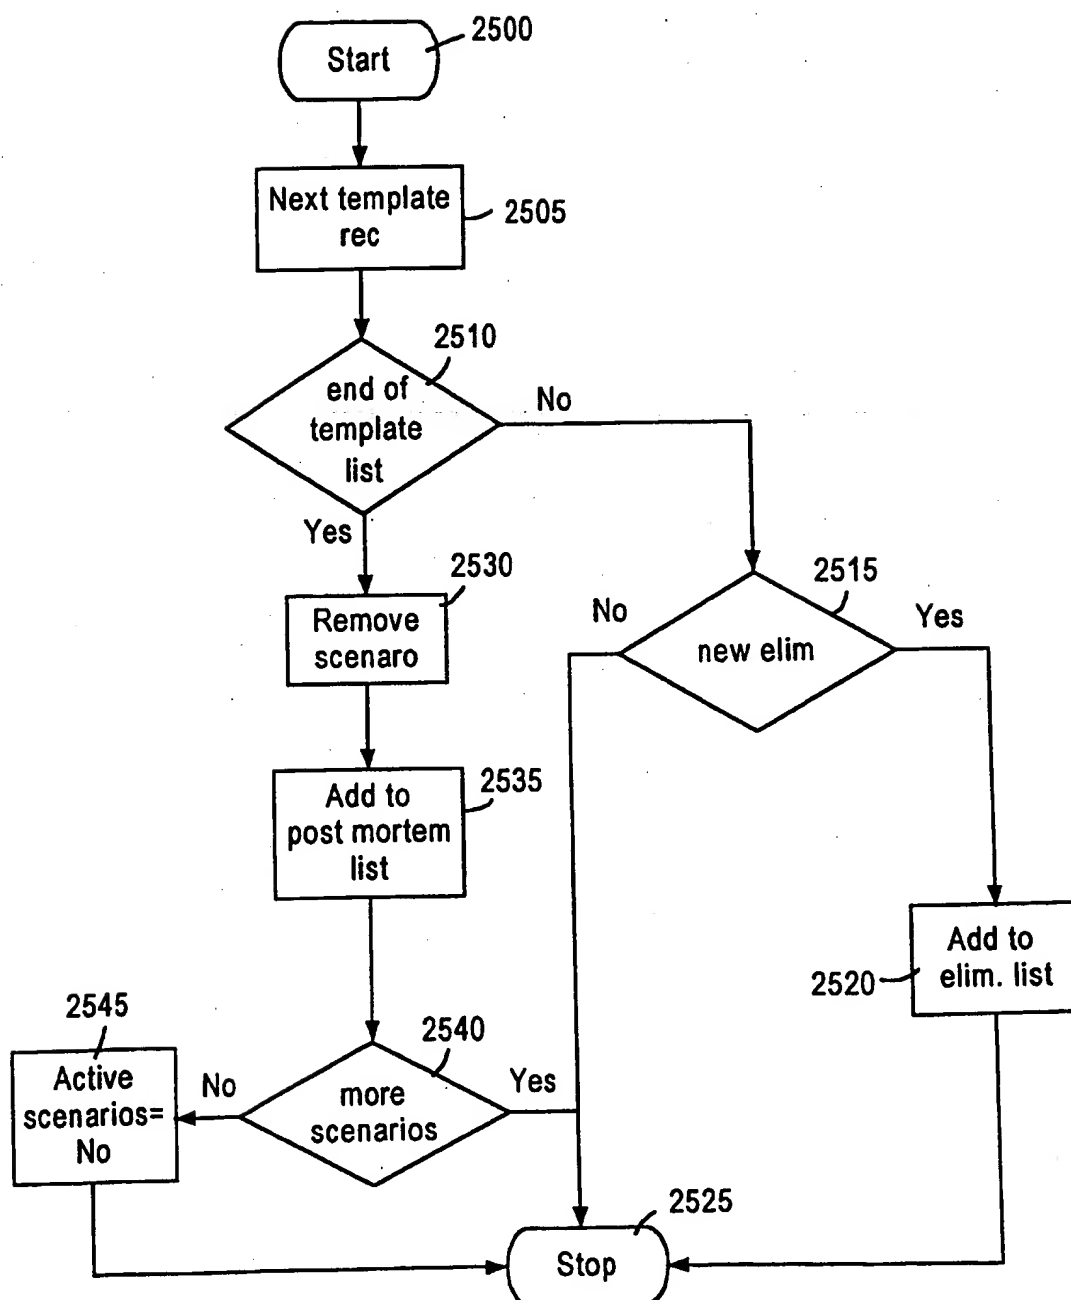 2500
Start
Next template
rec
2505
2510
end of
template
list
No
Yes
2530
Remove
scenaro
2515
No
new elim
Yes
2535
Add to
post mortem
list
Add to
elim. list
2520
2545
Active
scenarios=
No
No
2540
more
scenarios
Yes
2525
Stop